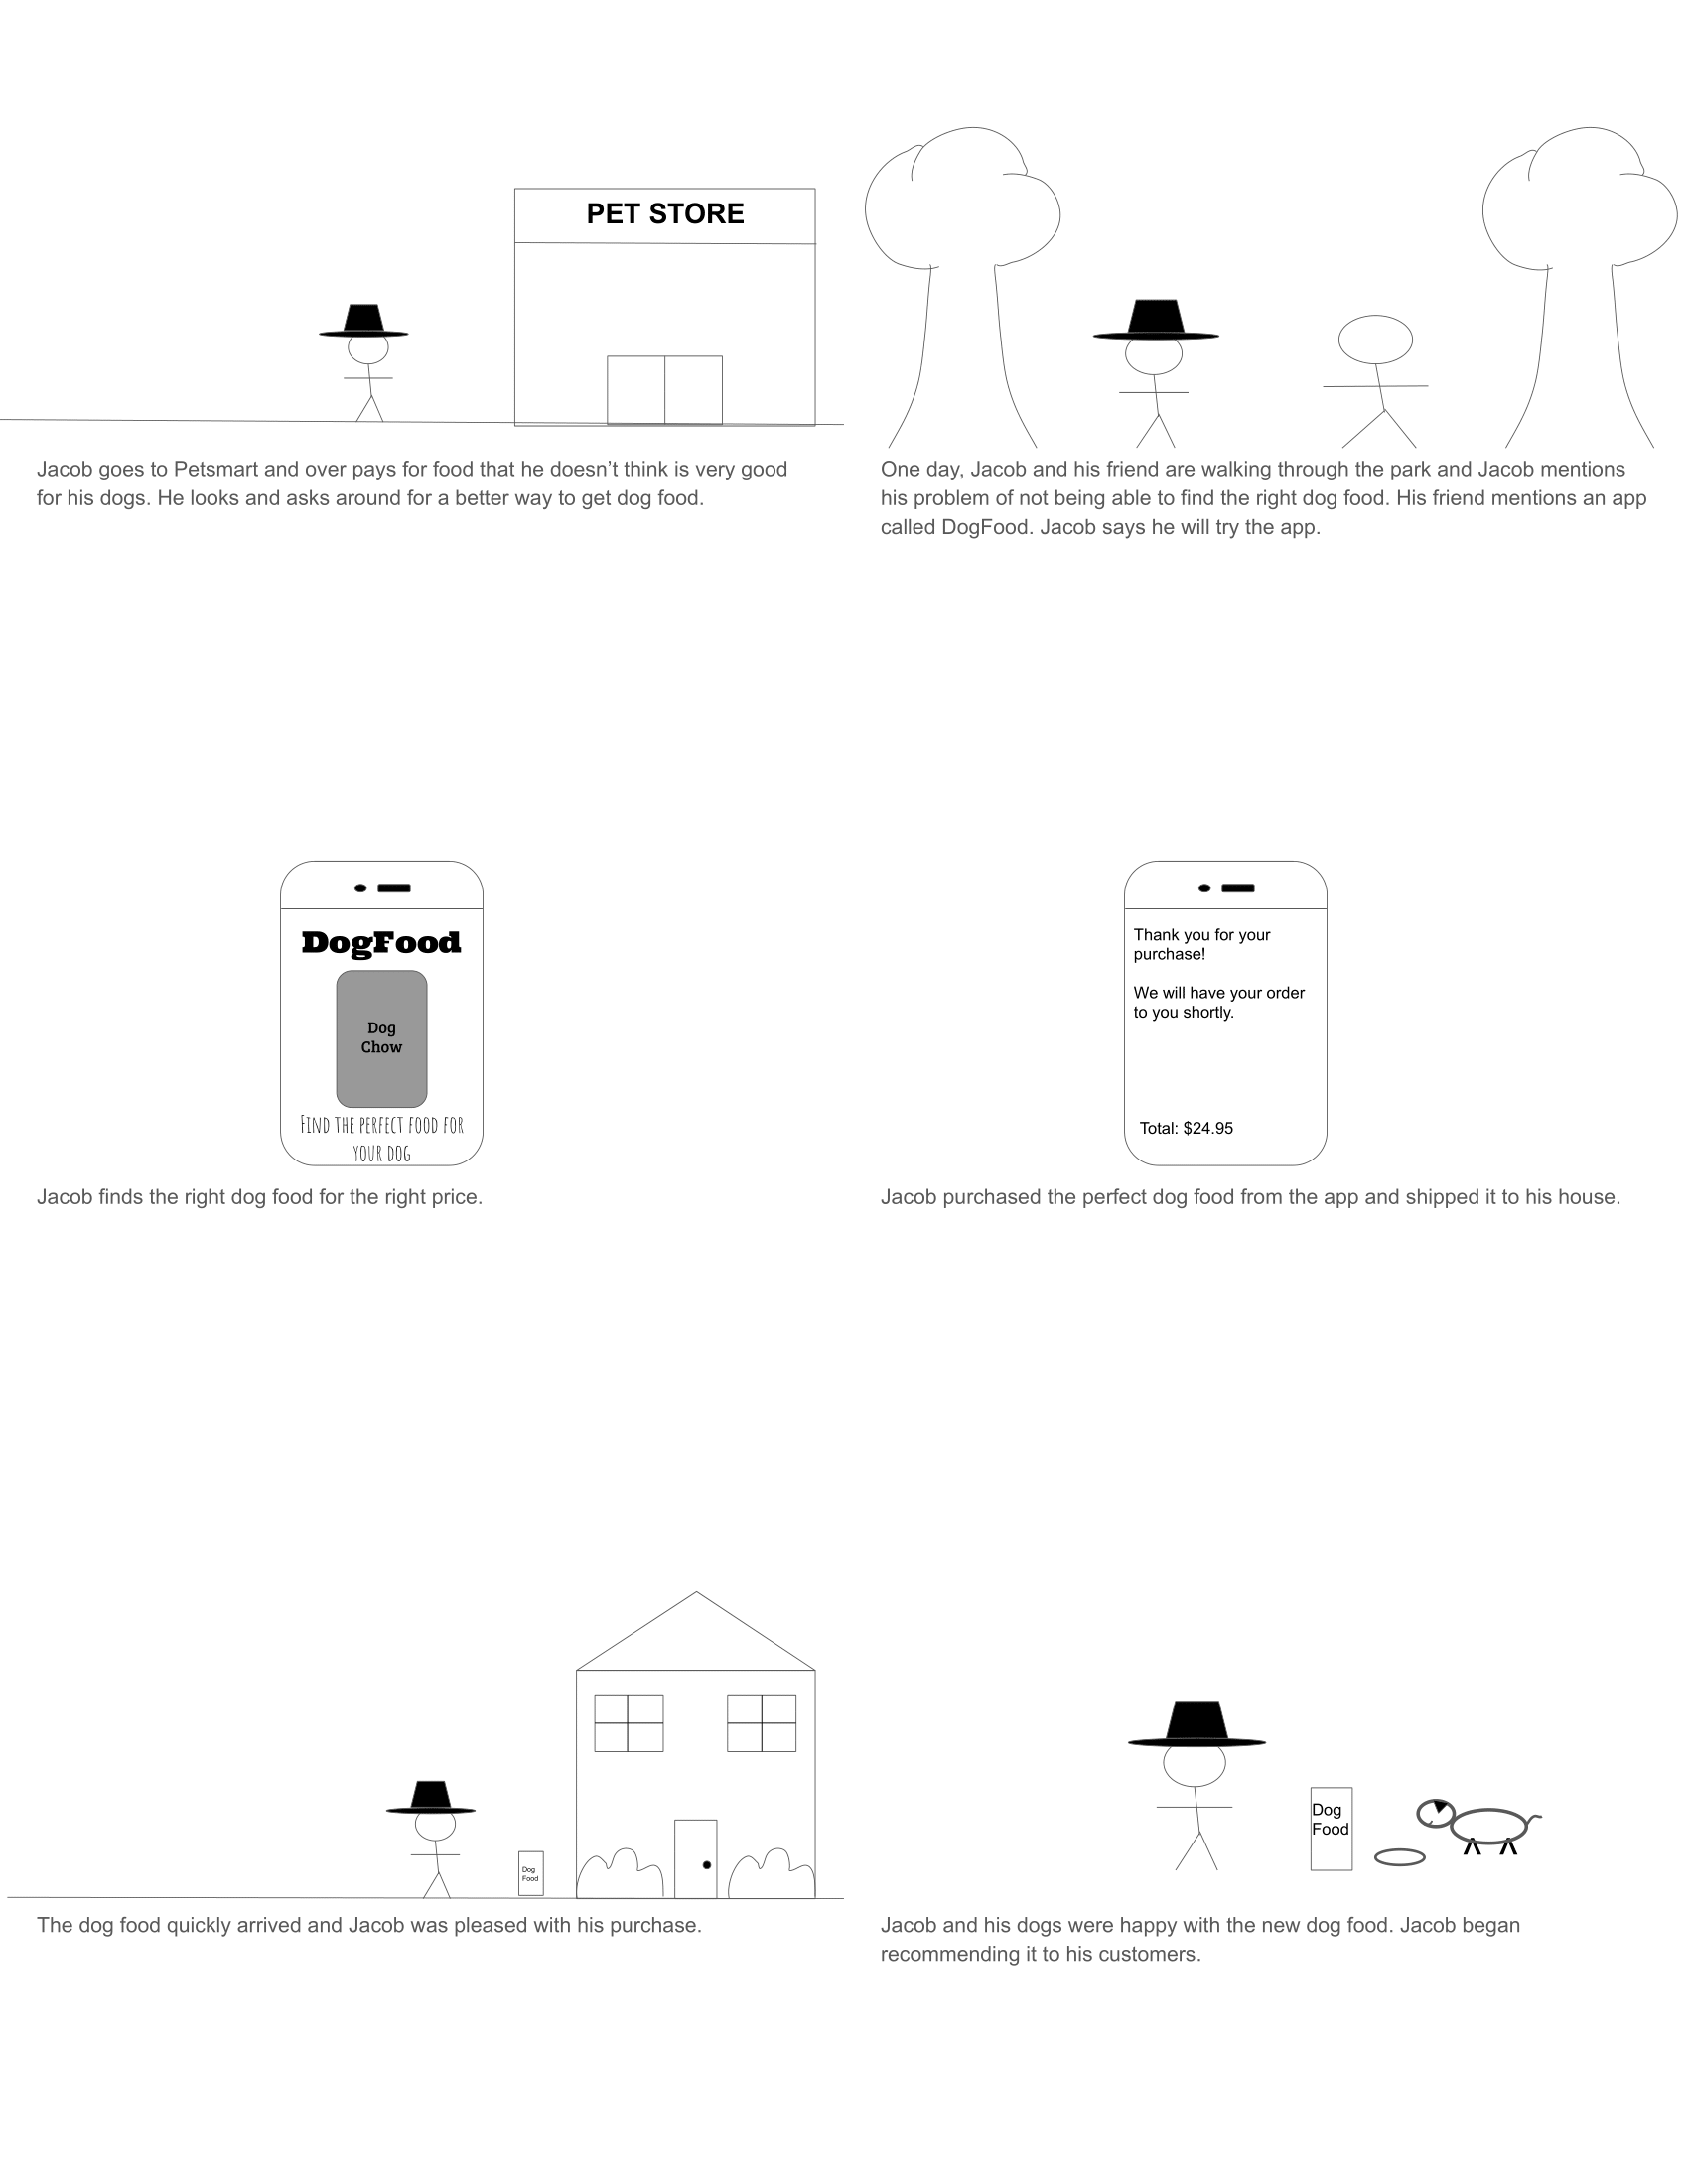 PET STORE
Jacob goes to Petsmart and over pays for food that he doesn’t think is very good
for his dogs. He looks and asks around for a better way to get dog food.
One day, Jacob and his friend are walking through the park and Jacob mentions
his problem of not being able to find the right dog food. His friend mentions an app
called DogFood. Jacob says he will try the app.
DogFood
Dog
Chow
Find the perfect food for
your dog
Jacob finds the right dog food for the right price.
Thank you for your
purchase!
We will have your order
to you shortly.
Total: $24.95
Jacob purchased the perfect dog food from the app and shipped it to his house.
Dog
Food
The dog food quickly arrived and Jacob was pleased with his purchase.
Dog
Food
Jacob and his dogs were happy with the new dog food. Jacob began
recommending it to his customers.